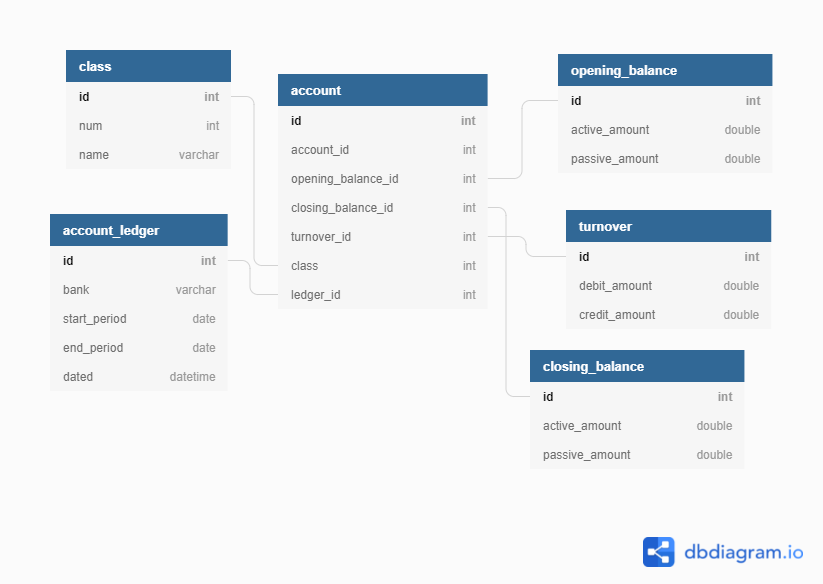 class
id int
num int
name varchar
account_ledger
id int
bank varchar
start_period date
end_period date
dated datetime
account
id int
account_id int
opening_balance_id int
closing_balance_id int
turnover_id int
class int
ledger_id int
opening_balance
id int
active_amount double
passive_amount double
turnover
id int
debit_amount double
credit_amount double
closing_balance
id int
active_amount double
passive_amount double
dbdiagram.io